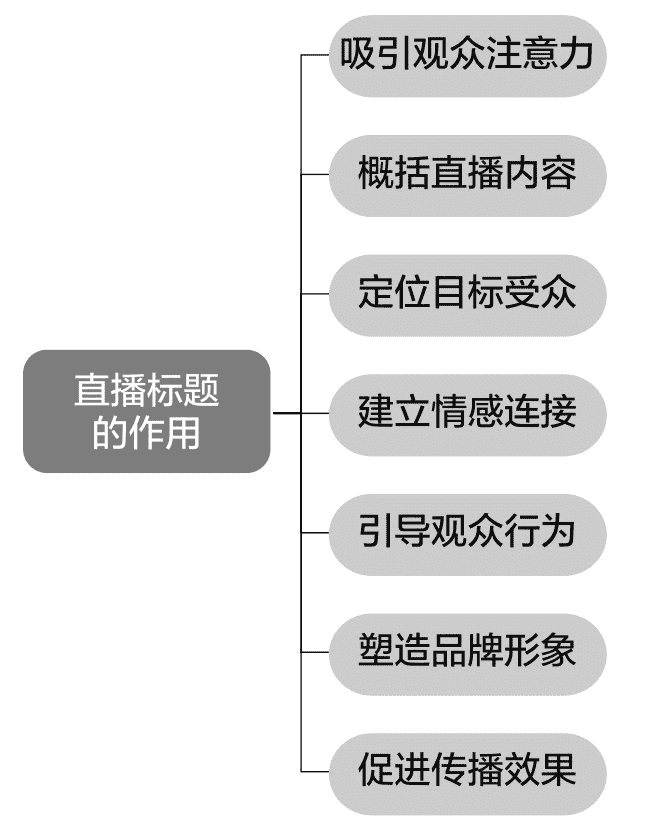 吸引观众注意力
概括直播内容
定位目标受众
直播标题
的作用
建立情感连接
引导观众行为
塑造品牌形象
促进传播效果